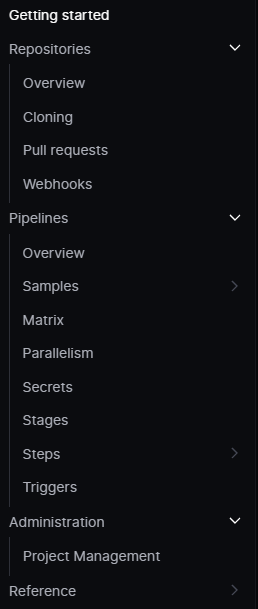 Getting started
Repositories
Overview
Cloning
Pull requests
Webhooks
Pipelines
Overview
Samples
Matrix
Parallelism
Secrets
Stages
Steps
Triggers
Administration
Project Management
Reference